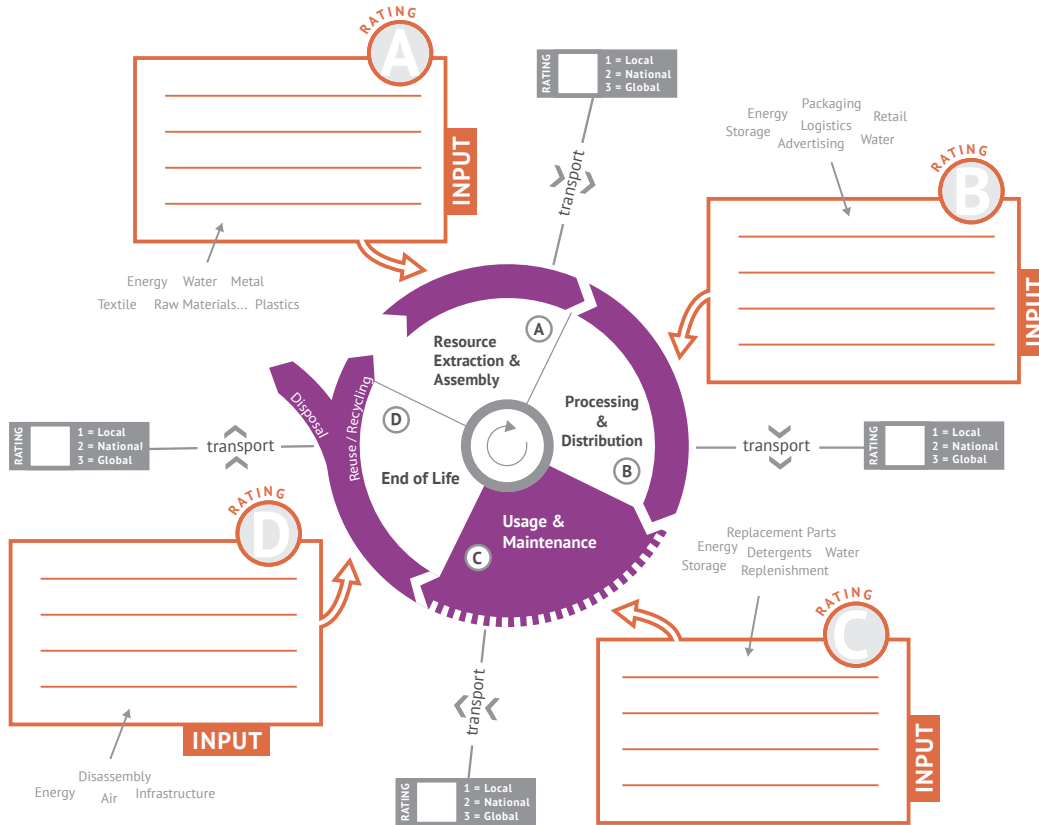 RATING
A
INPUT
Energy Water Metal
Textile Raw Materials... Plastics
RATING
1 = Local
2 = National
3 = Global
transport
Packaging
Energy Retail
Logistics
Storage Water
Advertising
RATING
B
INPUT
A
Resource
Extraction &
Assembly
Processing
&
Distribution
B
Usage &
Maintenance
C
D
End of Life
Reuse / Recycling
Disposal
transport
RATING
1 = Local
2 = National
3 = Global
transport
RATING
1 = Local
2 = National
3 = Global
RATING
D
INPUT
Disassembly
Energy Infrastructure
Air
transport
RATING
1 = Local
2 = National
3 = Global
Replacement Parts
Energy Detergents Water
Storage Replenishment
RATING
C
INPUT